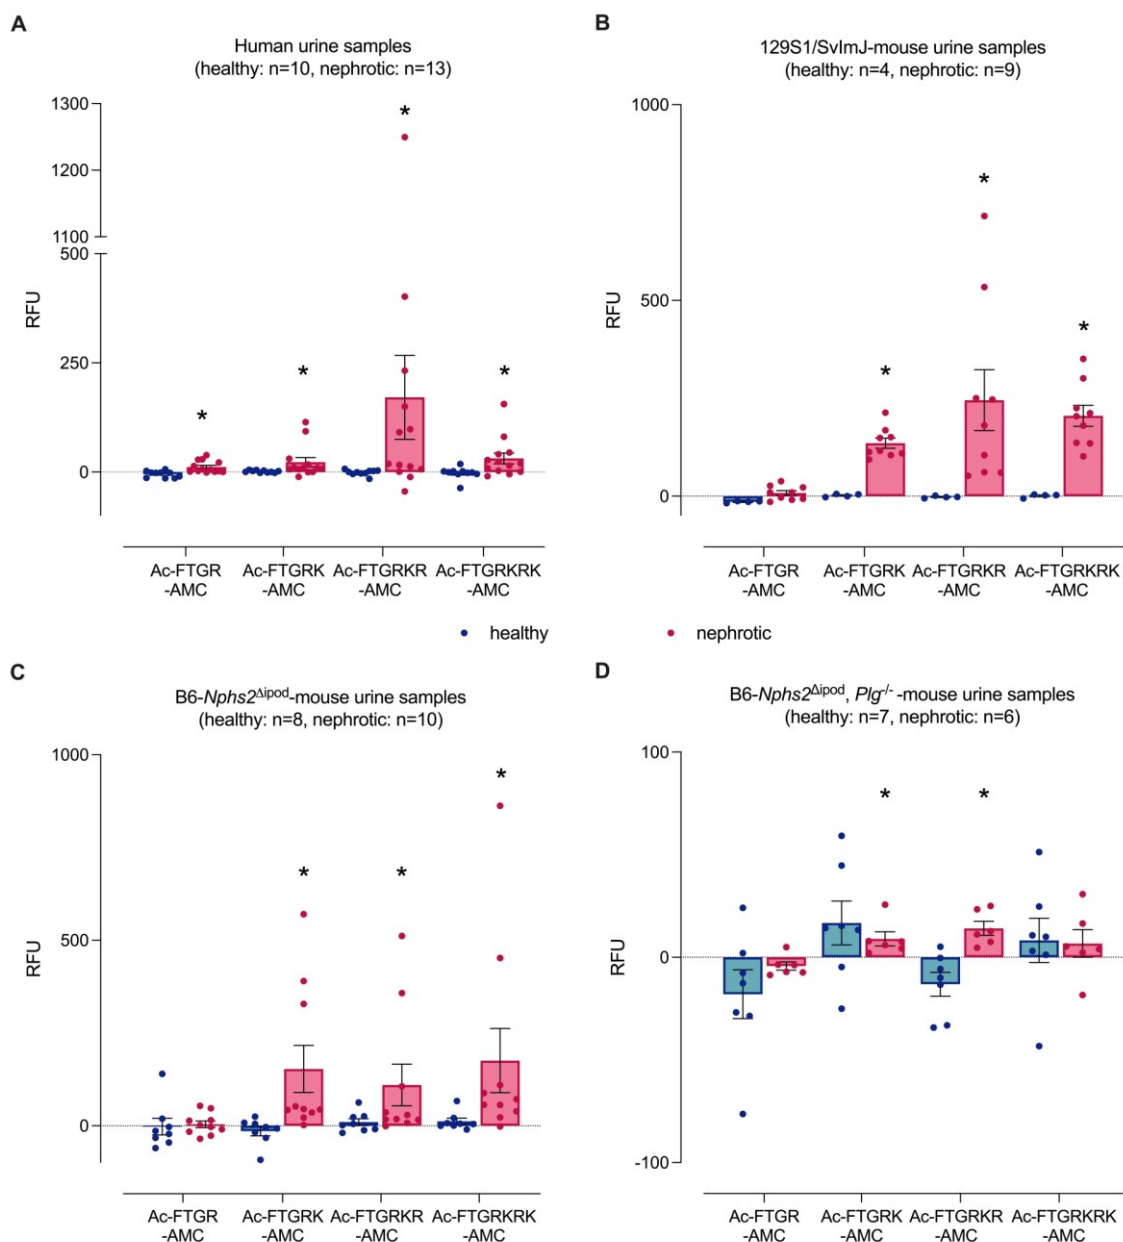 A
Human urine samples
(healthy: n=10, nephrotic: n=13)
1300
1200
1100
500
250
0
RFU
*
*
*
*
Ac-FTGR
-AMC
Ac-FTGRK
-AMC
Ac-FTGRKR
-AMC
Ac-FTGRKRK
-AMC
B
129S1/SvImJ-mouse urine samples
(healthy: n=4, nephrotic: n=9)
1000
500
0
RFU
*
*
*
Ac-FTGR
-AMC
Ac-FTGRK
-AMC
Ac-FTGRKR
-AMC
Ac-FTGRKRK
-AMC
healthy
nephrotic
C
B6-Nphs2Δipod-mouse urine samples
(healthy: n=8, nephrotic: n=10)
1000
500
0
RFU
*
*
*
Ac-FTGR
-AMC
Ac-FTGRK
-AMC
Ac-FTGRKR
-AMC
Ac-FTGRKRK
-AMC
D
B6-Nphs2Δipod, Plg-/- -mouse urine samples
(healthy: n=7, nephrotic: n=6)
100
0
-100
RFU
*
*
Ac-FTGR
-AMC
Ac-FTGRK
-AMC
Ac-FTGRKR
-AMC
Ac-FTGRKRK
-AMC